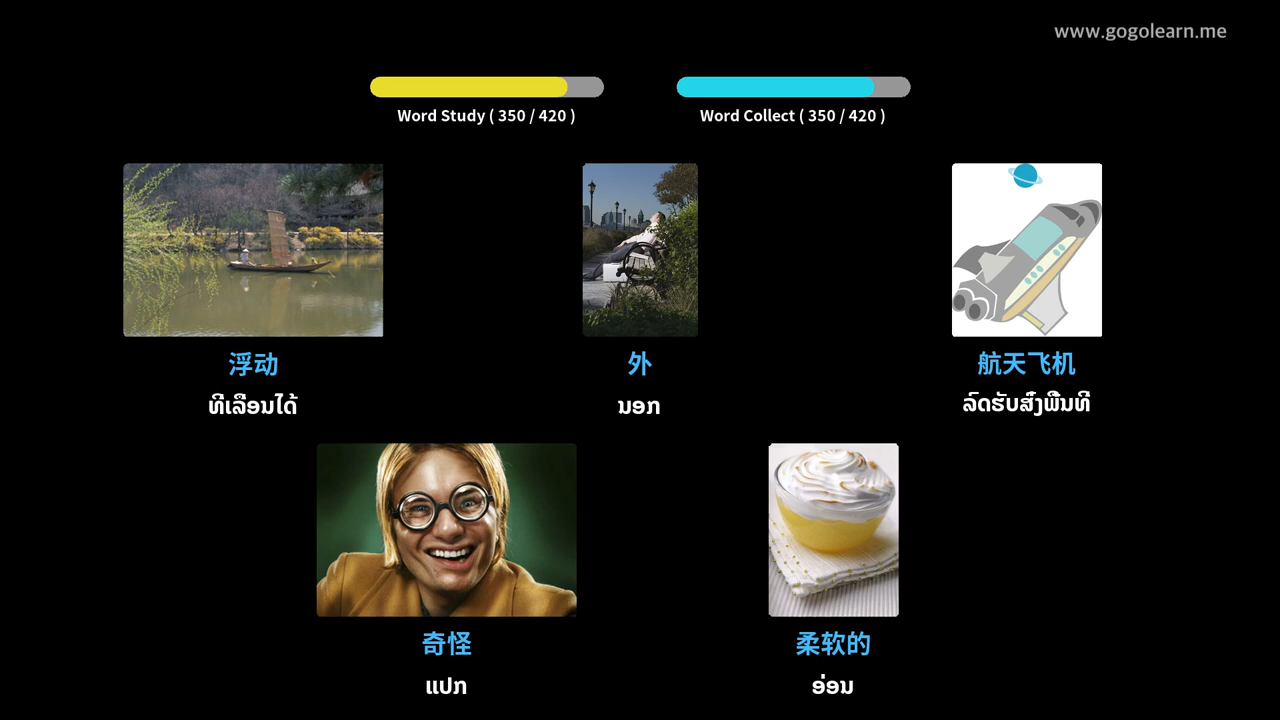 www.gogolearn.me
Word Study ( 350 / 420 )
Word Collect ( 350 / 420 )
浮动
ທີເລືອນໄດ້
外
ນອກ
航天飞机
ລົດຮັບສົ່ງພື້ນທີ
奇怪
ແປກ
柔软的
ອ່ອນ